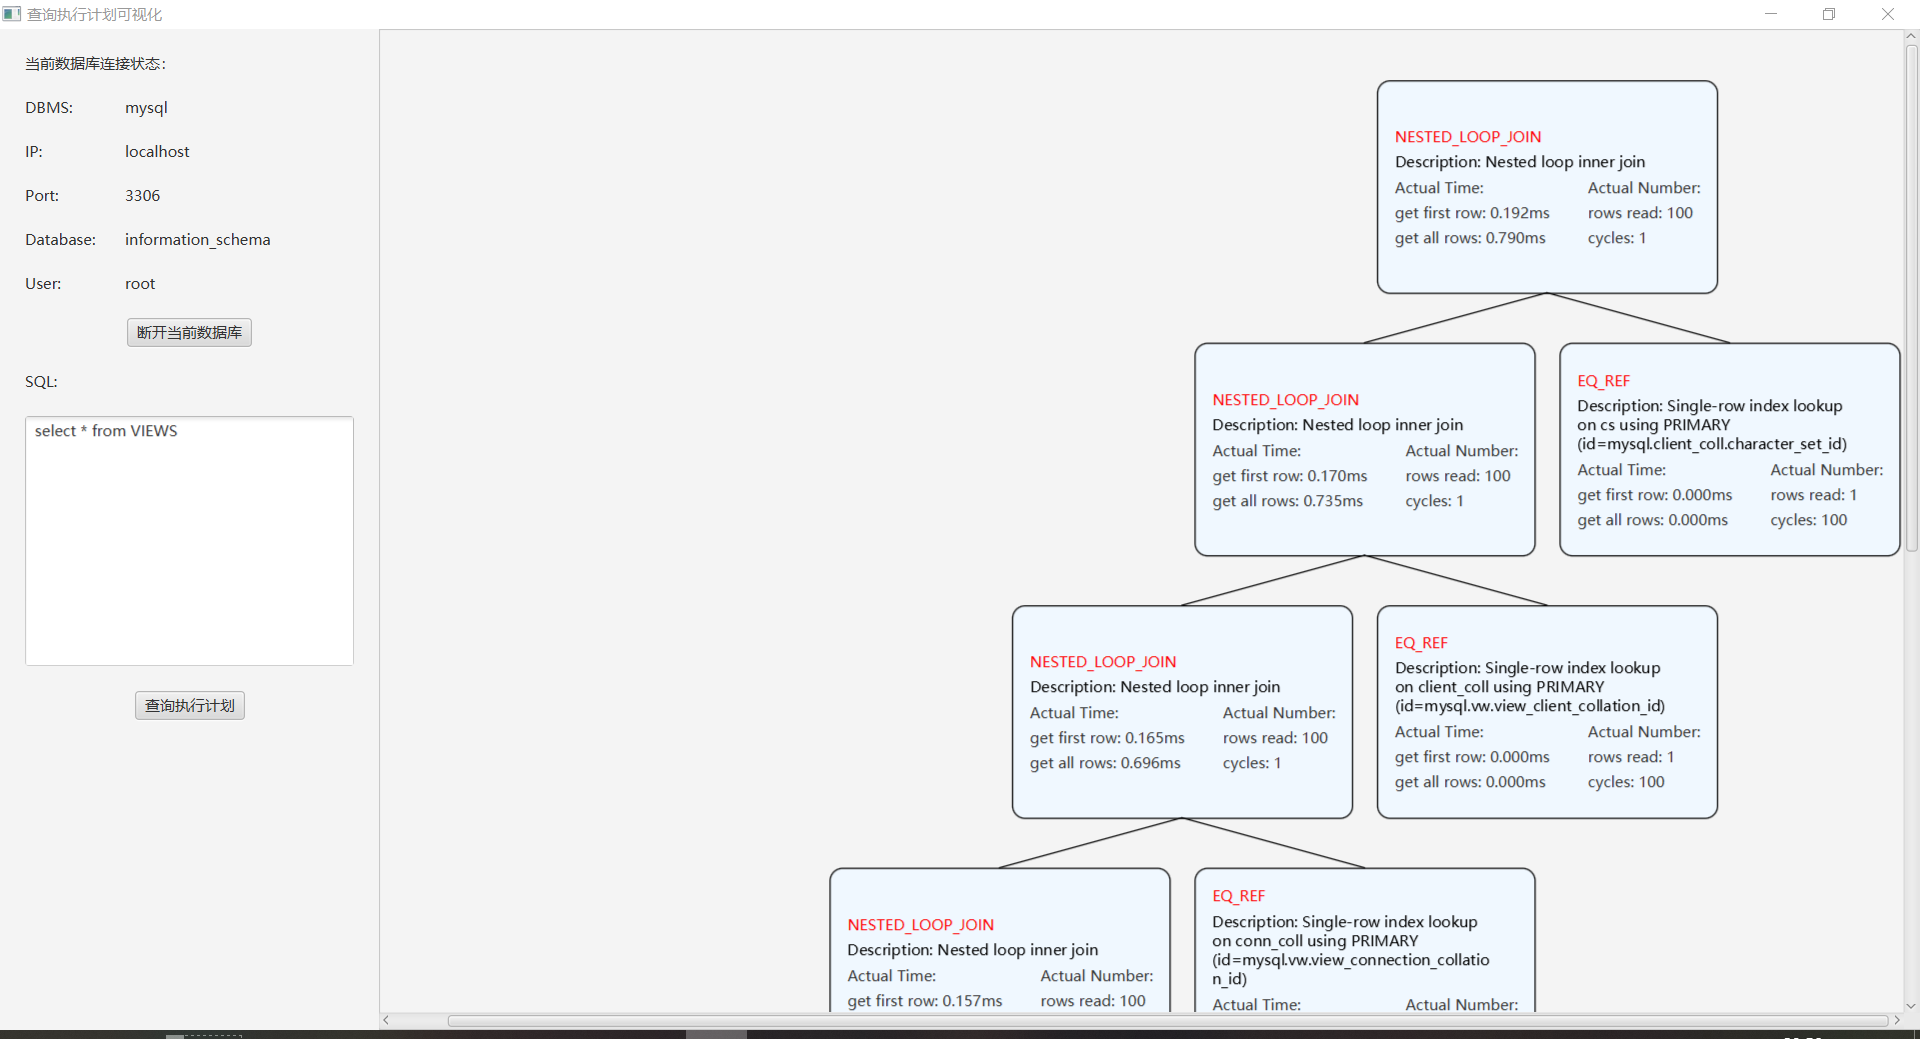 查询执行计划可视化
当前数据库连接状态:
DBMS: mysql
IP: localhost
Port: 3306
Database: information_schema
User: root
断开当前数据库
SQL:
select * from VIEWS
查询执行计划
NESTED_LOOP_JOIN
Description: Nested loop inner join
Actual Time: Actual Number:
get first row: 0.192ms rows read: 100
get all rows: 0.790ms cycles: 1
NESTED_LOOP_JOIN
Description: Nested loop inner join
Actual Time: Actual Number:
get first row: 0.170ms rows read: 100
get all rows: 0.735ms cycles: 1
EQ_REF
Description: Single-row index lookup
on cs using PRIMARY
(id=mysql.client_coll.character_set_id)
Actual Time: Actual Number:
get first row: 0.000ms rows read: 1
get all rows: 0.000ms cycles: 100
NESTED_LOOP_JOIN
Description: Nested loop inner join
Actual Time: Actual Number:
get first row: 0.165ms rows read: 100
get all rows: 0.696ms cycles: 1
EQ_REF
Description: Single-row index lookup
on client_coll using PRIMARY
(id=mysql.vw.view_client_collation_id)
Actual Time: Actual Number:
get first row: 0.000ms rows read: 1
get all rows: 0.000ms cycles: 100
NESTED_LOOP_JOIN
Description: Nested loop inner join
Actual Time: Actual Number:
get first row: 0.157ms rows read: 100
EQ_REF
Description: Single-row index lookup
on conn_coll using PRIMARY
(id=mysql.vw.view_connection_collatio
n_id)
Actual Time: Actual Number: